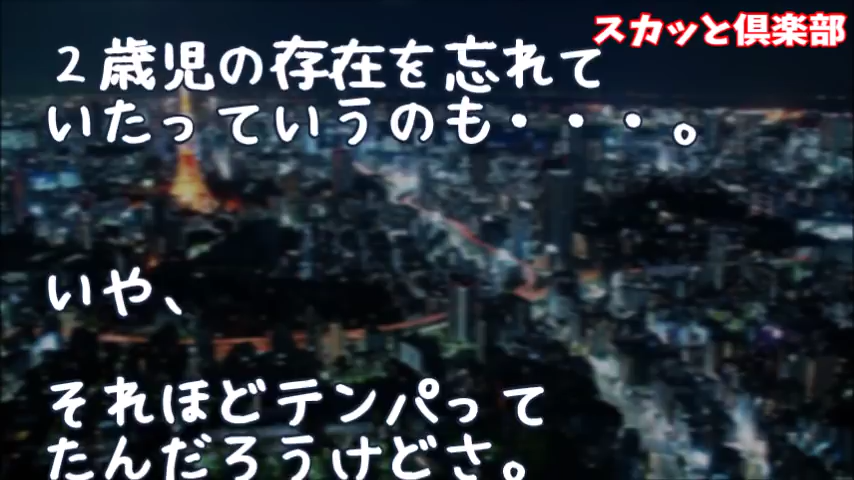 スカッと倶楽部
２歳児の存在を忘れて
いたっていうのも・・・。
いや、
それほどテンパって
たんだろうけどさ。